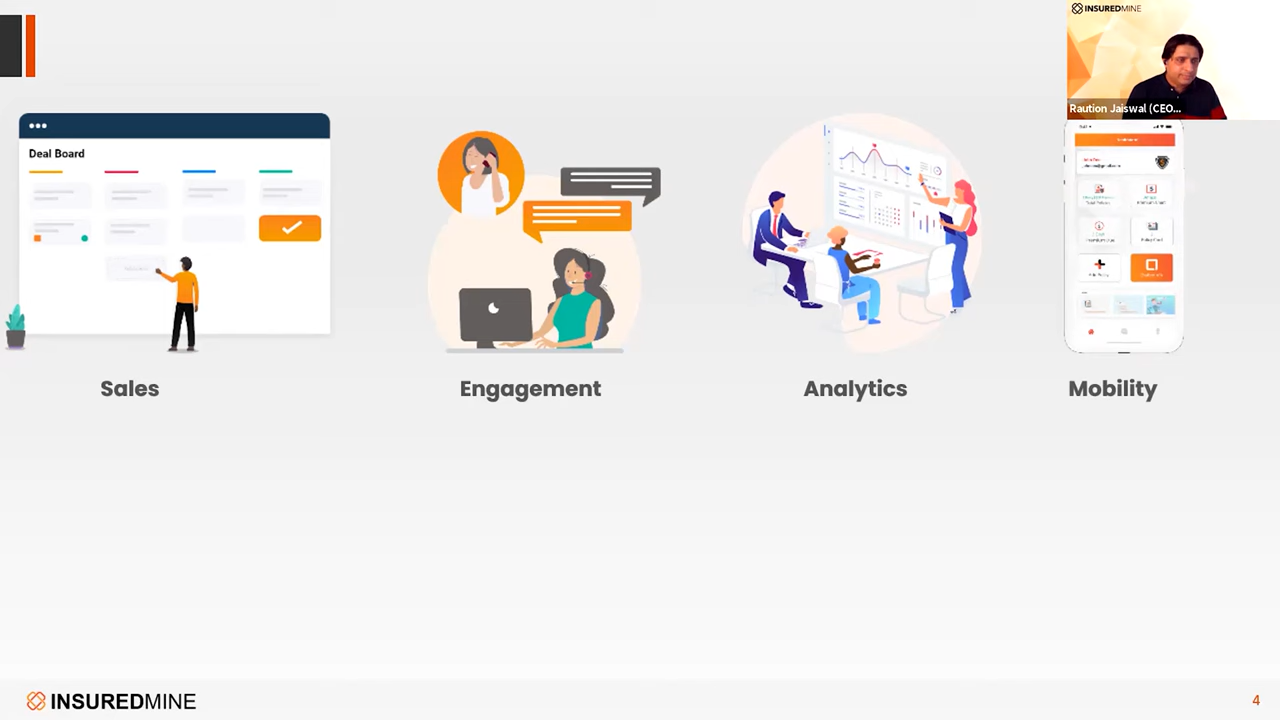 INSUREDMINE
Raution Jaiswal (CEO...
Deal Board
Sales
Engagement
Analytics
Mobility
INSUREDMINE
4